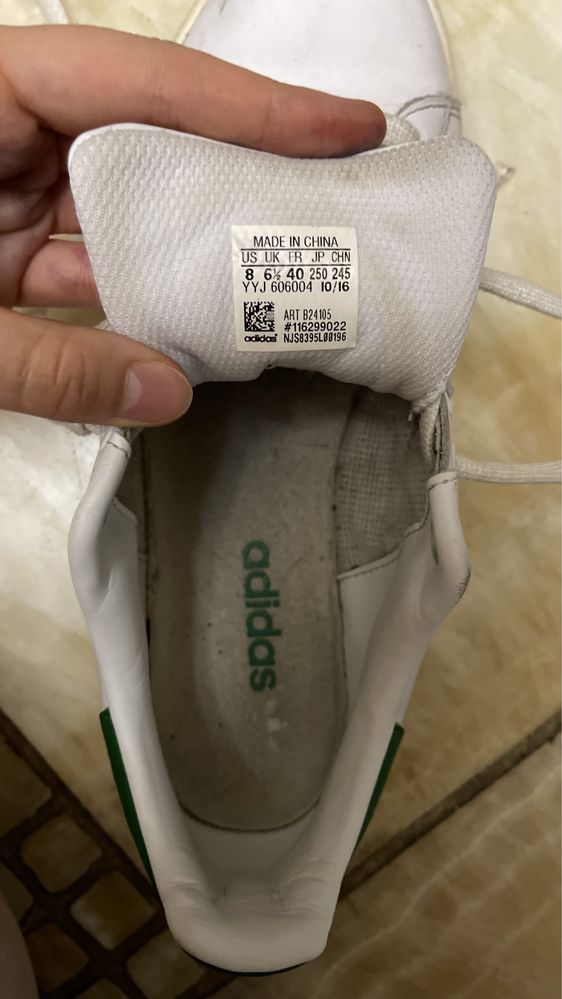 MADE IN CHINA
US UK FR JP CHN
8 6½ 40 250 245
YYJ 606004 10/16
ART B24105
#116299022
adidas NJS8395L00196
adidas